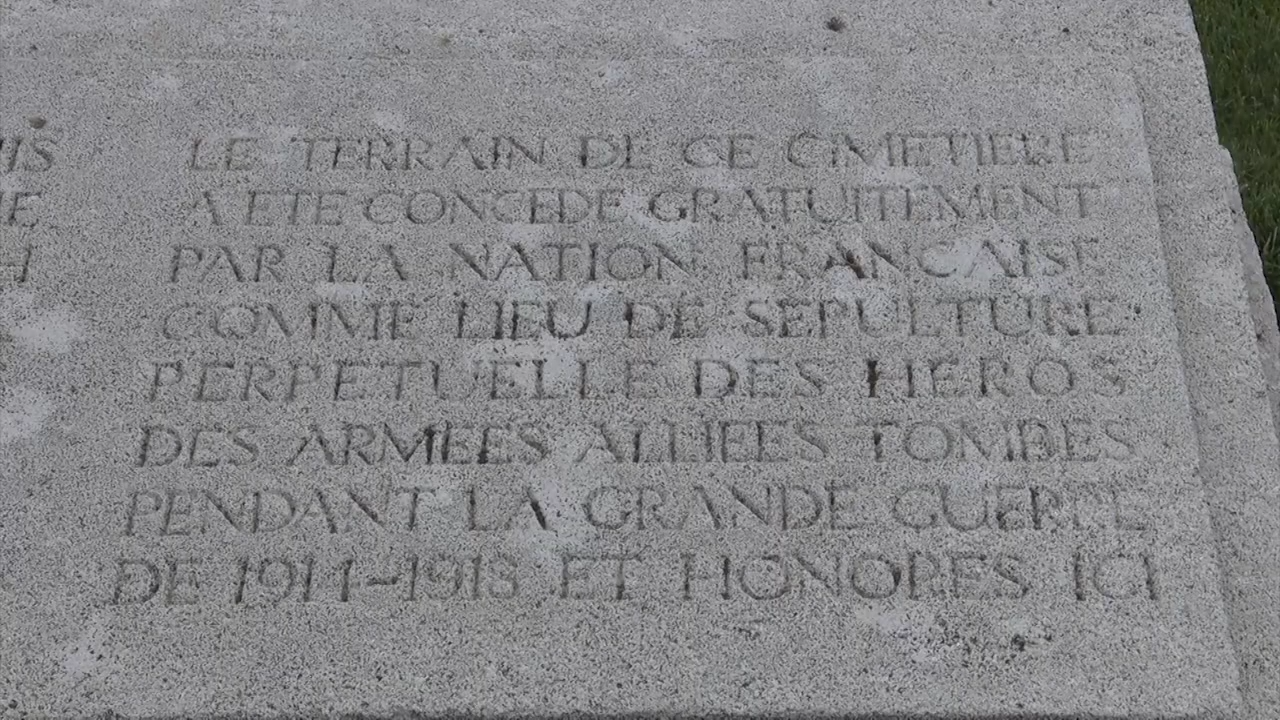 LE TERRAIN DE CE CIMETIERE
A ETE CONCEDE GRATUITEMENT
PAR LA NATION FRANCAISE
COMME LIEU DE SEPULTURE
PERPETUELLE DES HEROS
DES ARMEES ALLIEES TOMBES
PENDANT LA GRANDE GUERRE
DE 1914-1918 ET HONORES ICI